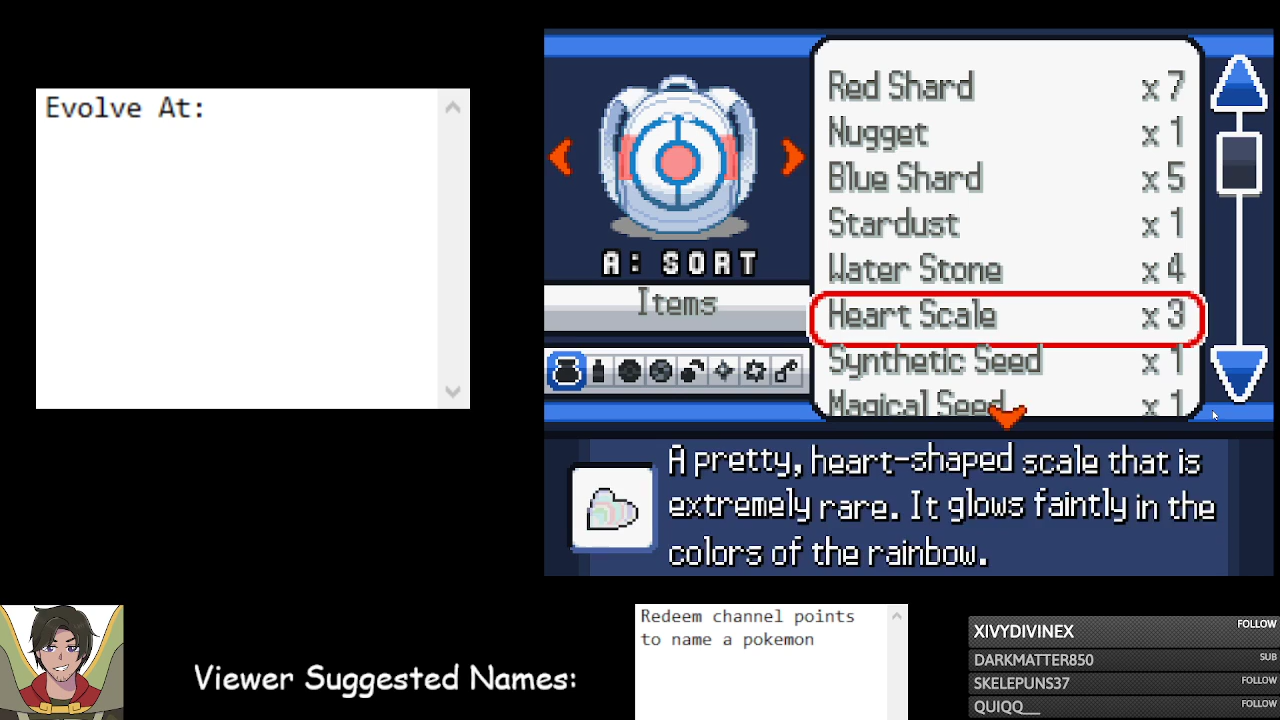 Evolve At:
A: SORT
Items
Red Shard x 7
Nugget x 1
Blue Shard x 5
Stardust x 1
Water Stone x 4
Heart Scale x 3
Synthetic Seed x 1
Magical Seed x 1
A pretty, heart-shaped scale that is
extremely rare. It glows faintly in the
colors of the rainbow.
Viewer Suggested Names:
Redeem channel points
to name a pokemon
XIVYDIVINEX FOLLOW
DARKMATTER850 SUB
SKELEPUNS37 FOLLOW
QUIQQ__ FOLLOW